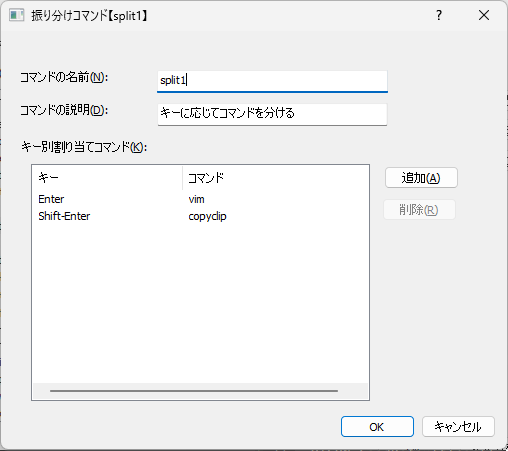 振り分けコマンド【split1】
コマンドの名前(N):
split1
コマンドの説明(D):
キーに応じてコマンドを分ける
キー別割り当てコマンド(K):
キー コマンド
Enter vim
Shift-Enter copyclip
追加(A)
削除(R)
OK
キャンセル